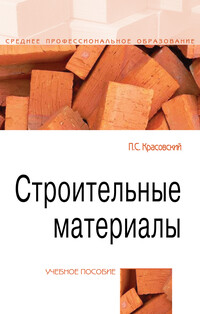 СРЕДНЕЕ ПРОФЕССИОНАЛЬНОЕ ОБРАЗОВАНИЕ
П.С. Красовский
Строительные
материалы
УЧЕБНОЕ ПОСОБИЕ